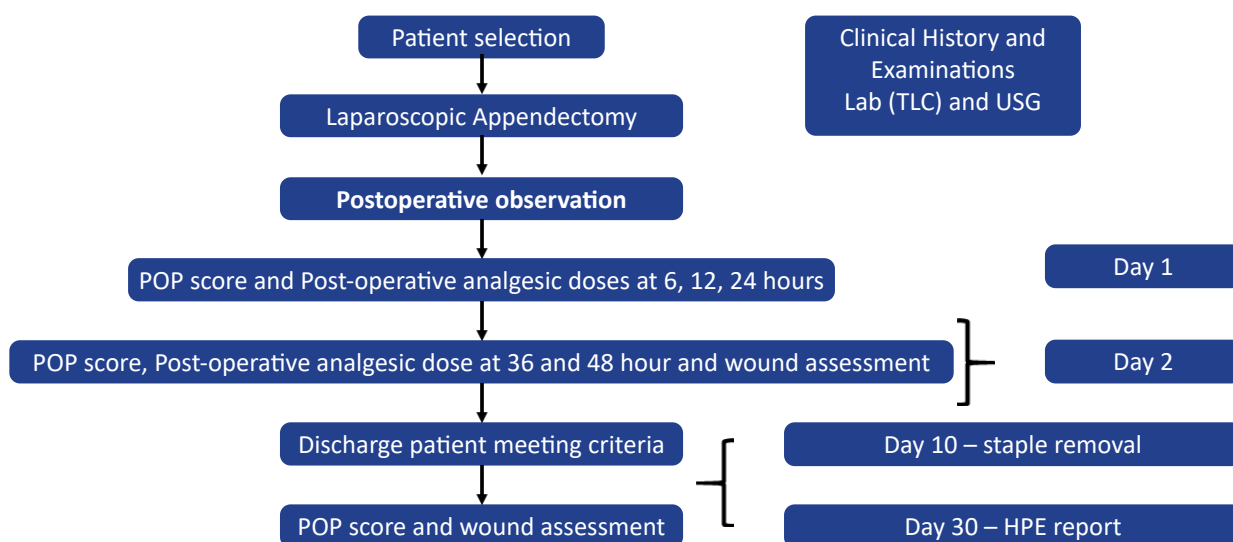 Patient selection
Clinical History and
Examinations
Lab (TLC) and USG
Laparoscopic Appendectomy
Postoperative observation
POP score and Post-operative analgesic doses at 6, 12, 24 hours
Day 1
POP score, Post-operative analgesic dose at 36 and 48 hour and wound assessment
Day 2
Discharge patient meeting criteria
Day 10 – staple removal
POP score and wound assessment
Day 30 – HPE report